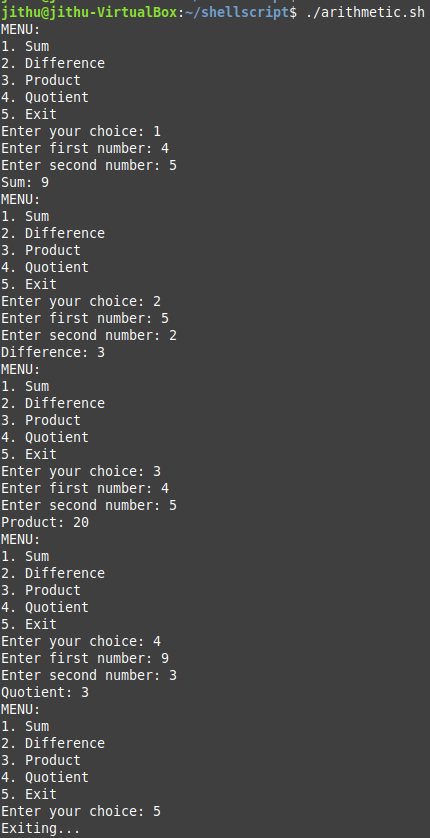 jithu@jithu-VirtualBox:~/shellscript$ ./arithmetic.sh
MENU:
1. Sum
2. Difference
3. Product
4. Quotient
5. Exit
Enter your choice: 1
Enter first number: 4
Enter second number: 5
Sum: 9
MENU:
1. Sum
2. Difference
3. Product
4. Quotient
5. Exit
Enter your choice: 2
Enter first number: 5
Enter second number: 2
Difference: 3
MENU:
1. Sum
2. Difference
3. Product
4. Quotient
5. Exit
Enter your choice: 3
Enter first number: 4
Enter second number: 5
Product: 20
MENU:
1. Sum
2. Difference
3. Product
4. Quotient
5. Exit
Enter your choice: 4
Enter first number: 9
Enter second number: 3
Quotient: 3
MENU:
1. Sum
2. Difference
3. Product
4. Quotient
5. Exit
Enter your choice: 5
Exiting...